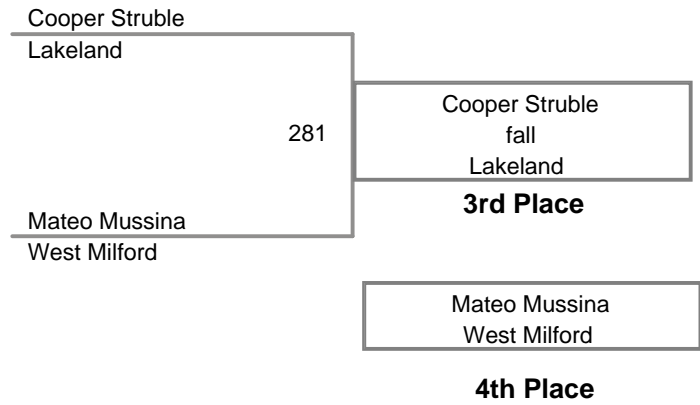 Cooper Struble
Lakeland
281
Cooper Struble
fall
Lakeland
3rd Place
Mateo Mussina
West Milford
Mateo Mussina
West Milford
4th Place